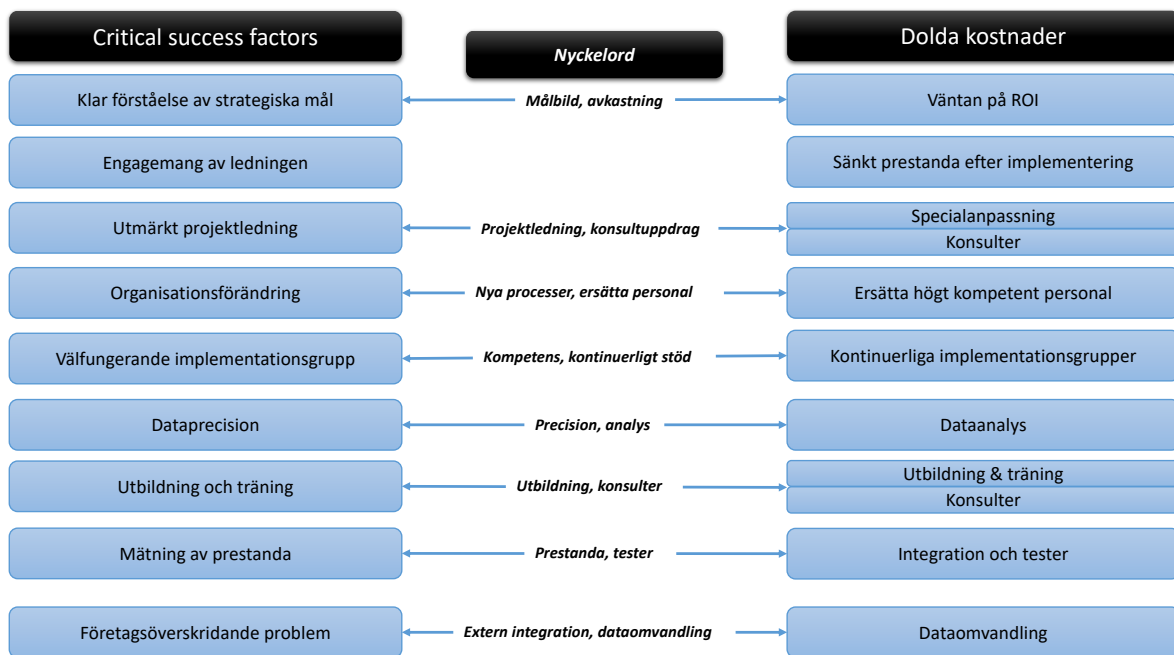 Critical success factors
Nyckelord
Dolda kostnader
Klar förståelse av strategiska mål
Målbild, avkastning
Väntan på ROI
Engagemang av ledningen
Sänkt prestanda efter implementering
Utmärkt projektledning
Projektledning, konsultuppdrag
Specialanpassning
Konsulter
Organisationsförändring
Nya processer, ersätta personal
Ersätta högt kompetent personal
Välfungerande implementationsgrupp
Kompetens, kontinuerligt stöd
Kontinuerliga implementationsgrupper
Dataprecision
Precision, analys
Dataanalys
Utbildning och träning
Utbildning, konsulter
Utbildning & träning
Konsulter
Mätning av prestanda
Prestanda, tester
Integration och tester
Företagsöverskridande problem
Extern integration, dataomvandling
Dataomvandling